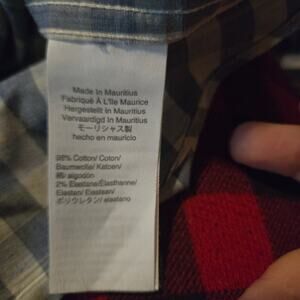 Made In Mauritius
Fabriqué À L'île Maurice
Hergestellt In Mauritius
Vervaardigd In Mauritius
モーリシャス製
hecho en mauricio
98% Cotton/ Coton/
Baumwolle/ Katoen/
綿/ algodón
2% Elastane/Élasthanne/
Elastan/ Elastaan/
ポリウレタン/ elastano